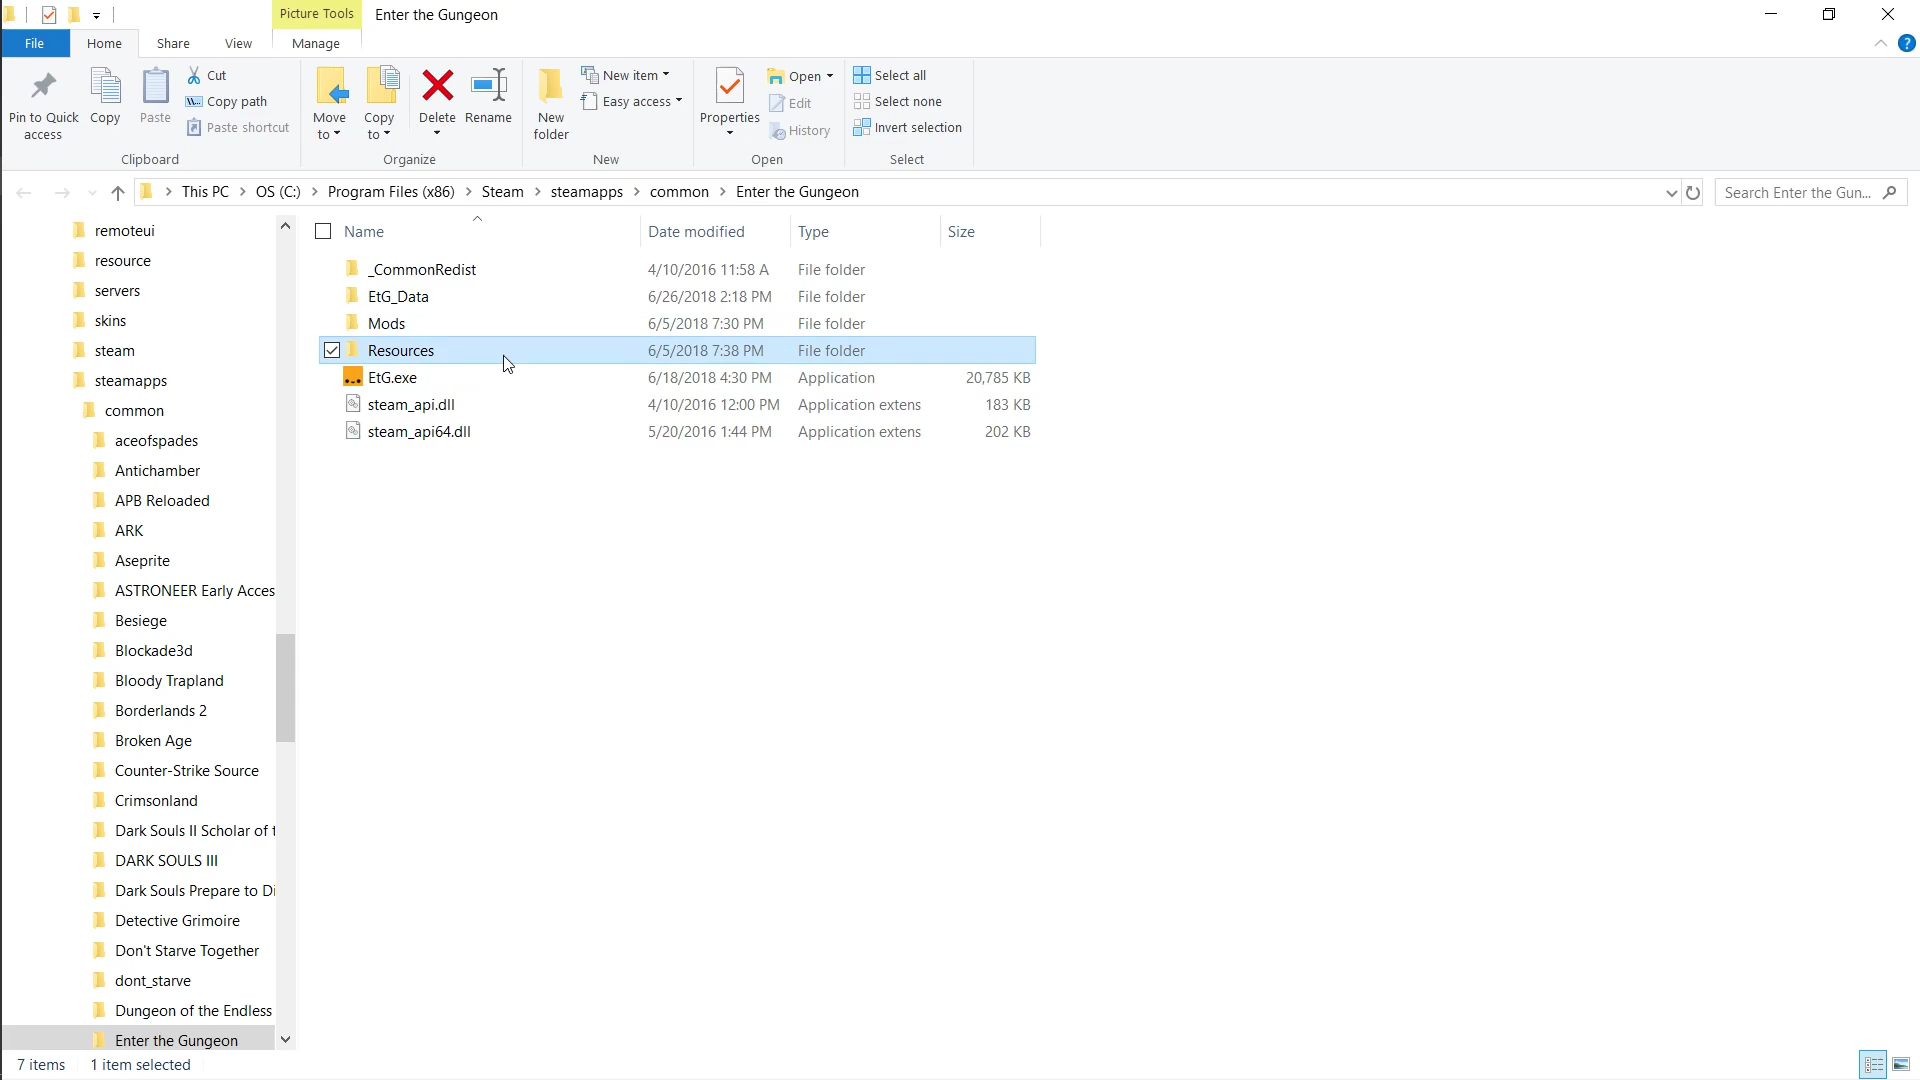 Picture Tools Enter the Gungeon
File Home Share View Manage
Pin to Quick access
Copy
Paste
Cut
Copy path
Paste shortcut
Clipboard
Move to
Copy to
Delete
Rename
Organize
New folder
New item
Easy access
New
Properties
Open
Edit
History
Open
Select all
Select none
Invert selection
Select
This PC > OS (C:) > Program Files (x86) > Steam > steamapps > common > Enter the Gungeon
Search Enter the Gun...
remoteui
resource
servers
skins
steam
steamapps
common
aceofspades
Antichamber
APB Reloaded
ARK
Aseprite
ASTRONEER Early Acces
Besiege
Blockade3d
Bloody Trapland
Borderlands 2
Broken Age
Counter-Strike Source
Crimsonland
Dark Souls II Scholar of t
DARK SOULS III
Dark Souls Prepare to Di
Detective Grimoire
Don't Starve Together
dont_starve
Dungeon of the Endless
Enter the Gungeon
Name Date modified Type Size
_CommonRedist 4/10/2016 11:58 A File folder
EtG_Data 6/26/2018 2:18 PM File folder
Mods 6/5/2018 7:30 PM File folder
Resources 6/5/2018 7:38 PM File folder
EtG.exe 6/18/2018 4:30 PM Application 20,785 KB
steam_api.dll 4/10/2016 12:00 PM Application extens 183 KB
steam_api64.dll 5/20/2016 1:44 PM Application extens 202 KB
7 items 1 item selected